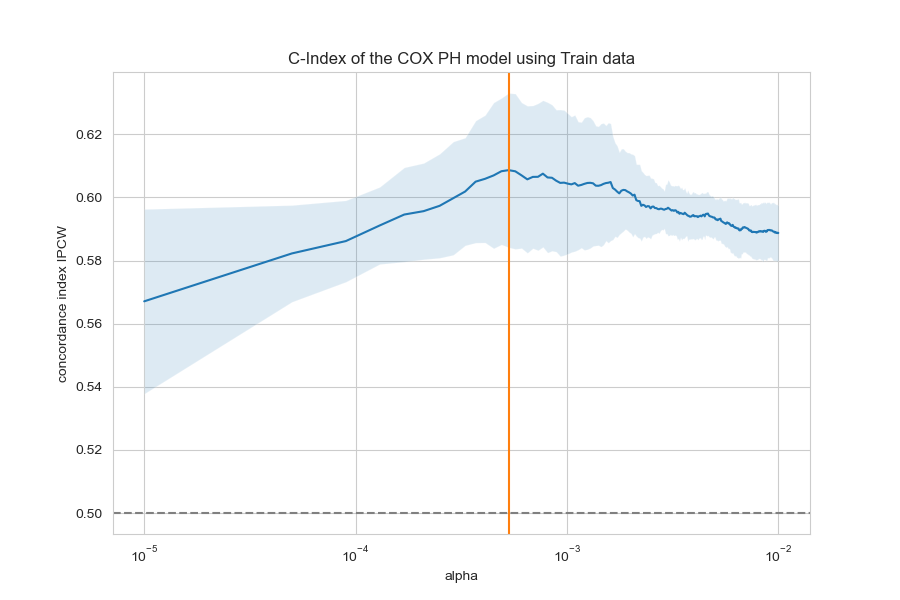 C-Index of the COX PH model using Train data
concordance index IPCW
0.62
0.60
0.58
0.56
0.54
0.52
0.50
10⁻⁵ 10⁻⁴ 10⁻³ 10⁻²
alpha